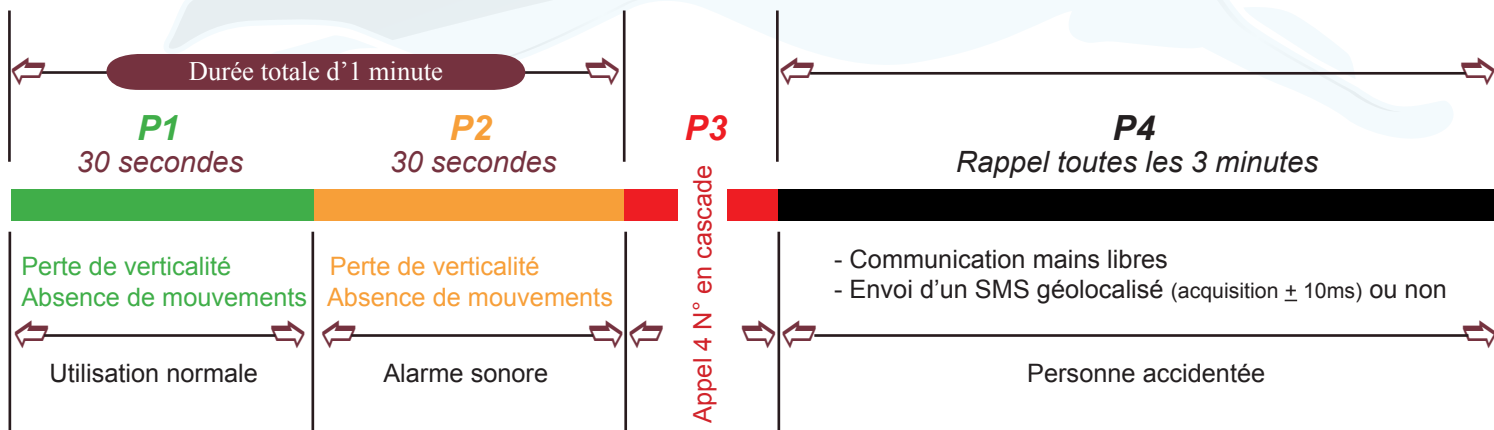 Durée totale d'1 minute
P1
30 secondes
P2
30 secondes
P3
P4
Rappel toutes les 3 minutes
Perte de verticalité
Absence de mouvements
Perte de verticalité
Absence de mouvements
Appel 4 N° en cascade
- Communication mains libres
- Envoi d'un SMS géolocalisé (acquisition ± 10ms) ou non
Utilisation normale
Alarme sonore
Personne accidentée